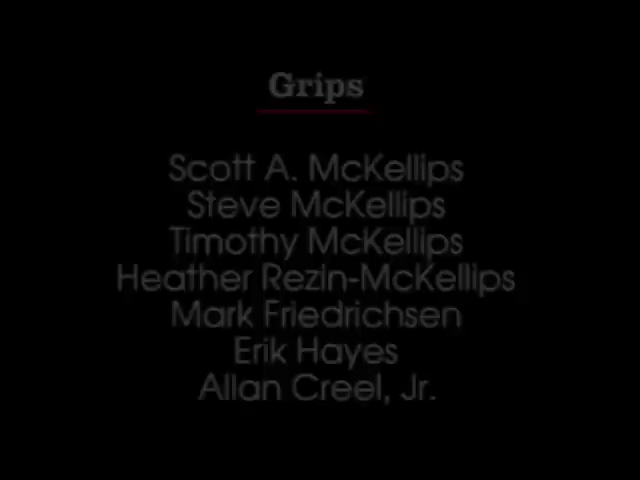 Grips
Scott A. McKellips
Steve McKellips
Timothy McKellips
Heather Rezin-McKellips
Mark Friedrichsen
Erik Hayes
Allan Creel, Jr.